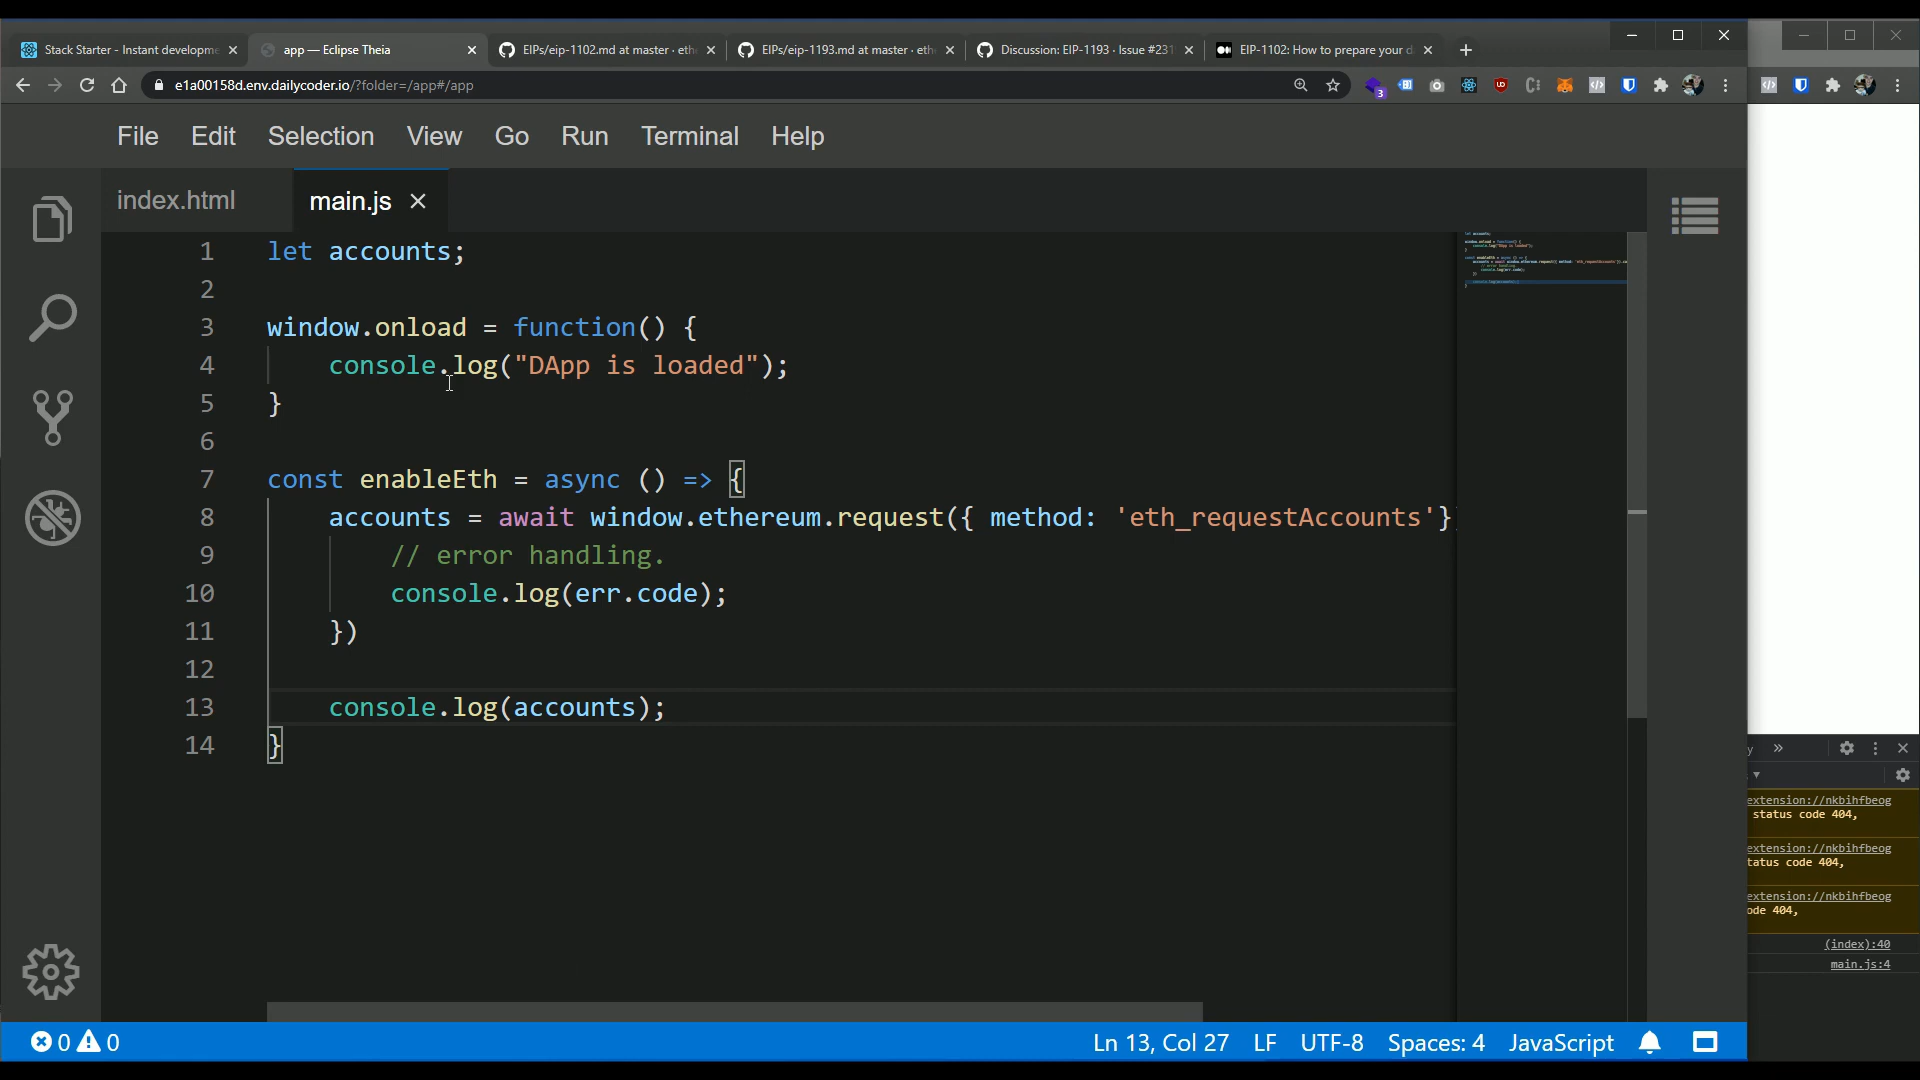 Stack Starter - Instant developme
app — Eclipse Theia
EIPs/eip-1102.md at master · eth
EIPs/eip-1193.md at master · eth
Discussion: EIP-1193 · Issue #231
EIP-1102: How to prepare your d
e1a00158d.env.dailycoder.io/?folder=/app#/app
3
File Edit Selection View Go Run Terminal Help
index.html
main.js
1 let accounts;
2
3 window.onload = function() {
4 console.log("DApp is loaded");
5 }
6
7 const enableEth = async () => {
8 accounts = await window.ethereum.request({ method: 'eth_requestAccounts'})
9 // error handling.
10 console.log(err.code);
11 })
12
13 console.log(accounts);
14 }
y »
extension://nkbihfbeog
status code 404,
extension://nkbihfbeog
tatus code 404,
extension://nkbihfbeog
ode 404,
(index):40
main.js:4
0 0
Ln 13, Col 27 LF UTF-8 Spaces: 4 JavaScript